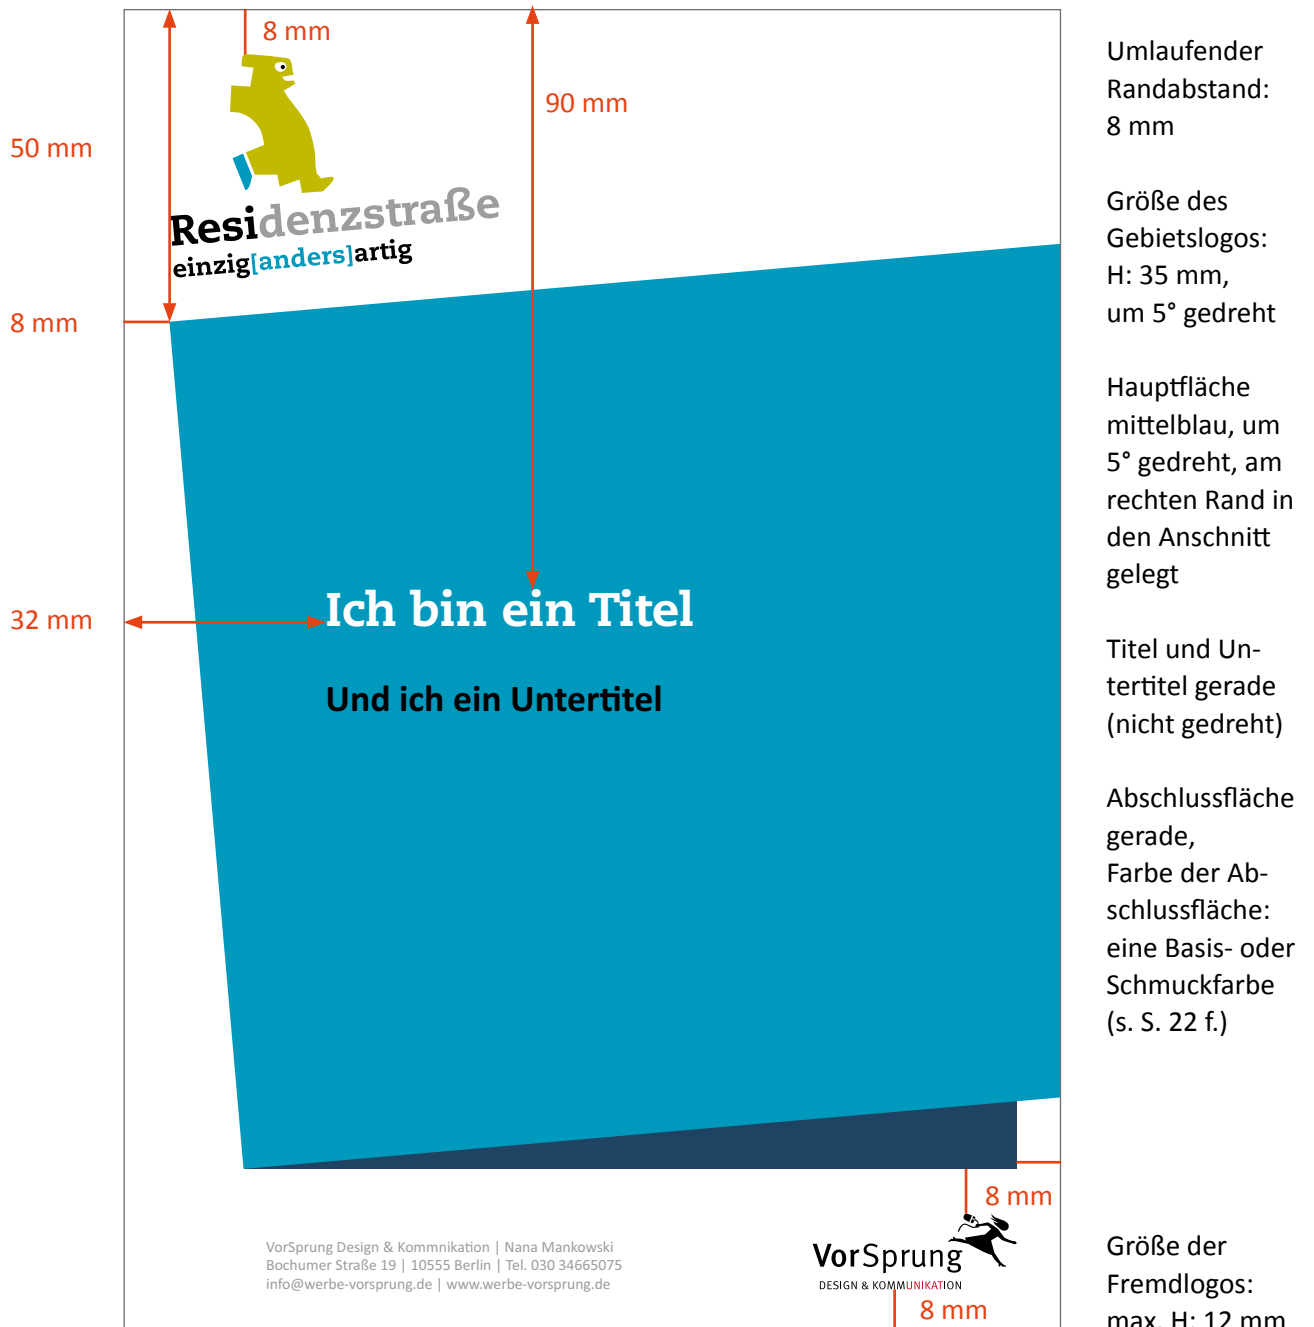 8 mm
90 mm
50 mm
Residenzstraße
einzig[anders]artig
8 mm
32 mm
Ich bin ein Titel
Und ich ein Untertitel
8 mm
VorSprung Design & Kommnikation | Nana Mankowski
Bochumer Straße 19 | 10555 Berlin | Tel. 030 34665075
info@werbe-vorsprung.de | www.werbe-vorsprung.de
VorSprung
DESIGN & KOMMUNIKATION
8 mm
Umlaufender
Randabstand:
8 mm
Größe des
Gebietslogos:
H: 35 mm,
um 5° gedreht
Hauptfläche
mittelblau, um
5° gedreht, am
rechten Rand in
den Anschnitt
gelegt
Titel und Un-
tertitel gerade
(nicht gedreht)
Abschlussfläche
gerade,
Farbe der Ab-
schlussfläche:
eine Basis- oder
Schmuckfarbe
(s. S. 22 f.)
Größe der
Fremdlogos:
max. H: 12 mm